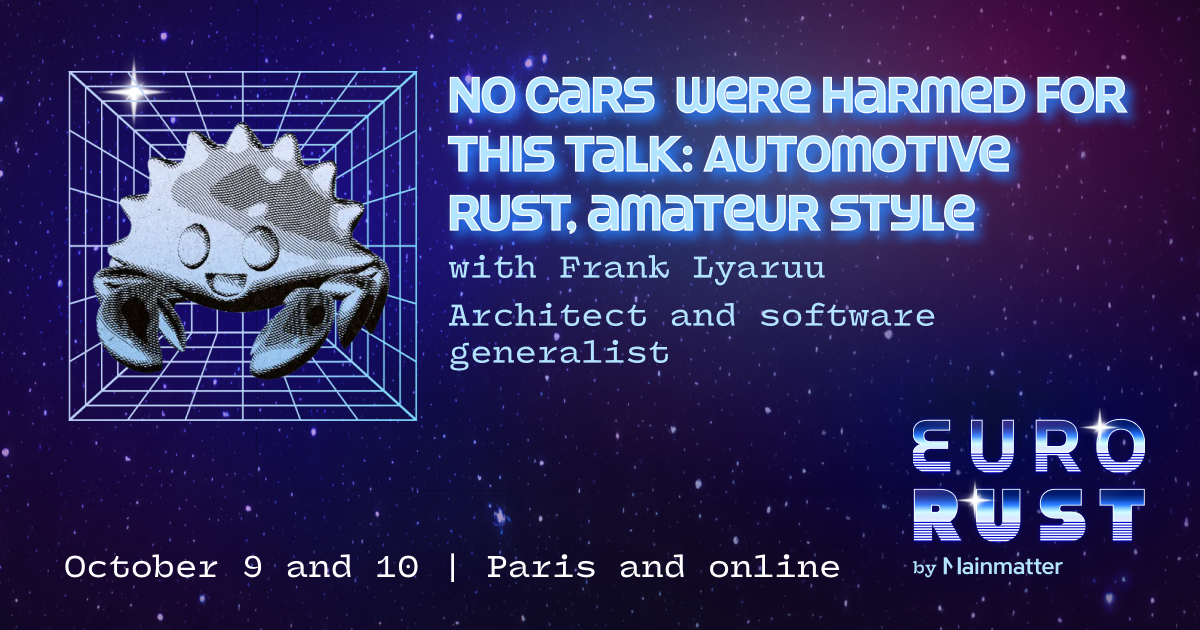 NO CARS WERE HARMED FOR
THIS TALK: AUTOMOTIVE
RUST, AMATEUR STYLE
with Frank Lyaruu
Architect and software
generalist
EURO
RUST
by Mainmatter
October 9 and 10 | Paris and online